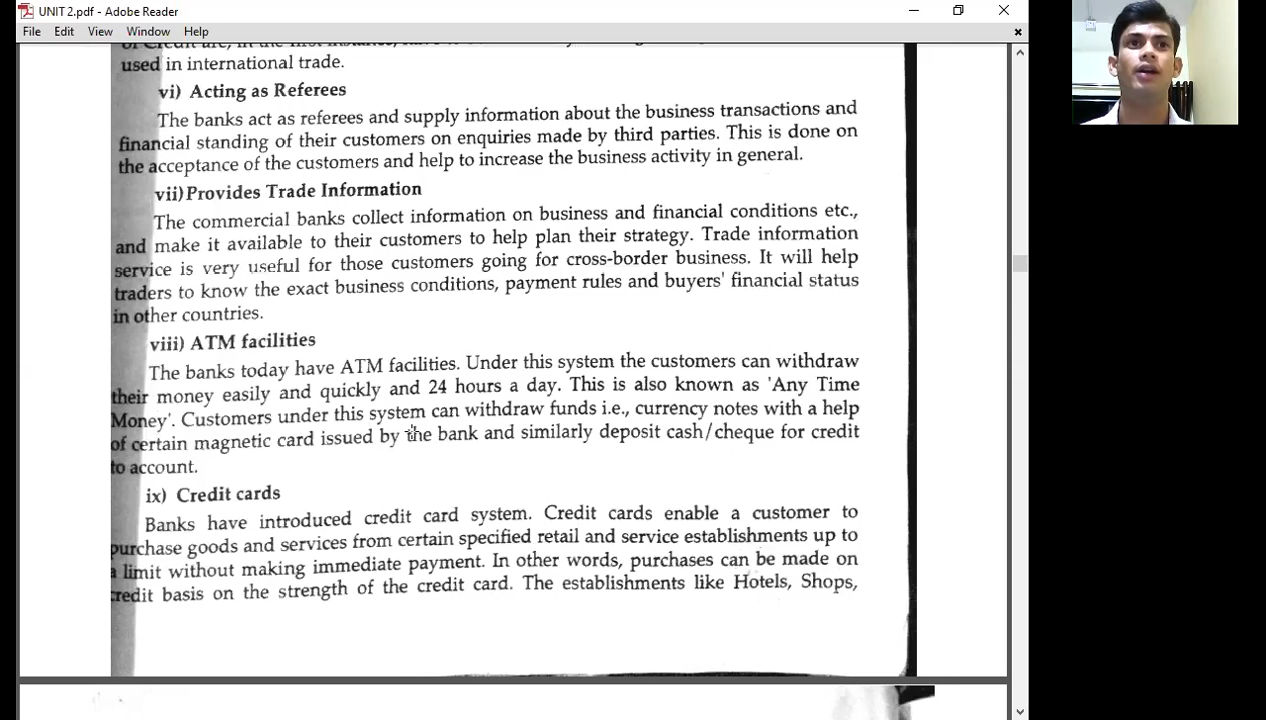 UNIT 2.pdf - Adobe Reader
File Edit View Window Help
used in international trade.
vi) Acting as Referees
The banks act as referees and supply information about the business transactions and
financial standing of their customers on enquiries made by third parties. This is done on
the acceptance of the customers and help to increase the business activity in general.
vii) Provides Trade Information
The commercial banks collect information on business and financial conditions etc.,
and make it available to their customers to help plan their strategy. Trade information
service is very useful for those customers going for cross-border business. It will help
traders to know the exact business conditions, payment rules and buyers' financial status
in other countries.
viii) ATM facilities
The banks today have ATM facilities. Under this system the customers can withdraw
their money easily and quickly and 24 hours a day. This is also known as 'Any Time
Money'. Customers under this system can withdraw funds i.e., currency notes with a help
of certain magnetic card issued by the bank and similarly deposit cash/cheque for credit
to account.
ix) Credit cards
Banks have introduced credit card system. Credit cards enable a customer to
purchase goods and services from certain specified retail and service establishments up to
a limit without making immediate payment. In other words, purchases can be made on
credit basis on the strength of the credit card. The establishments like Hotels, Shops,